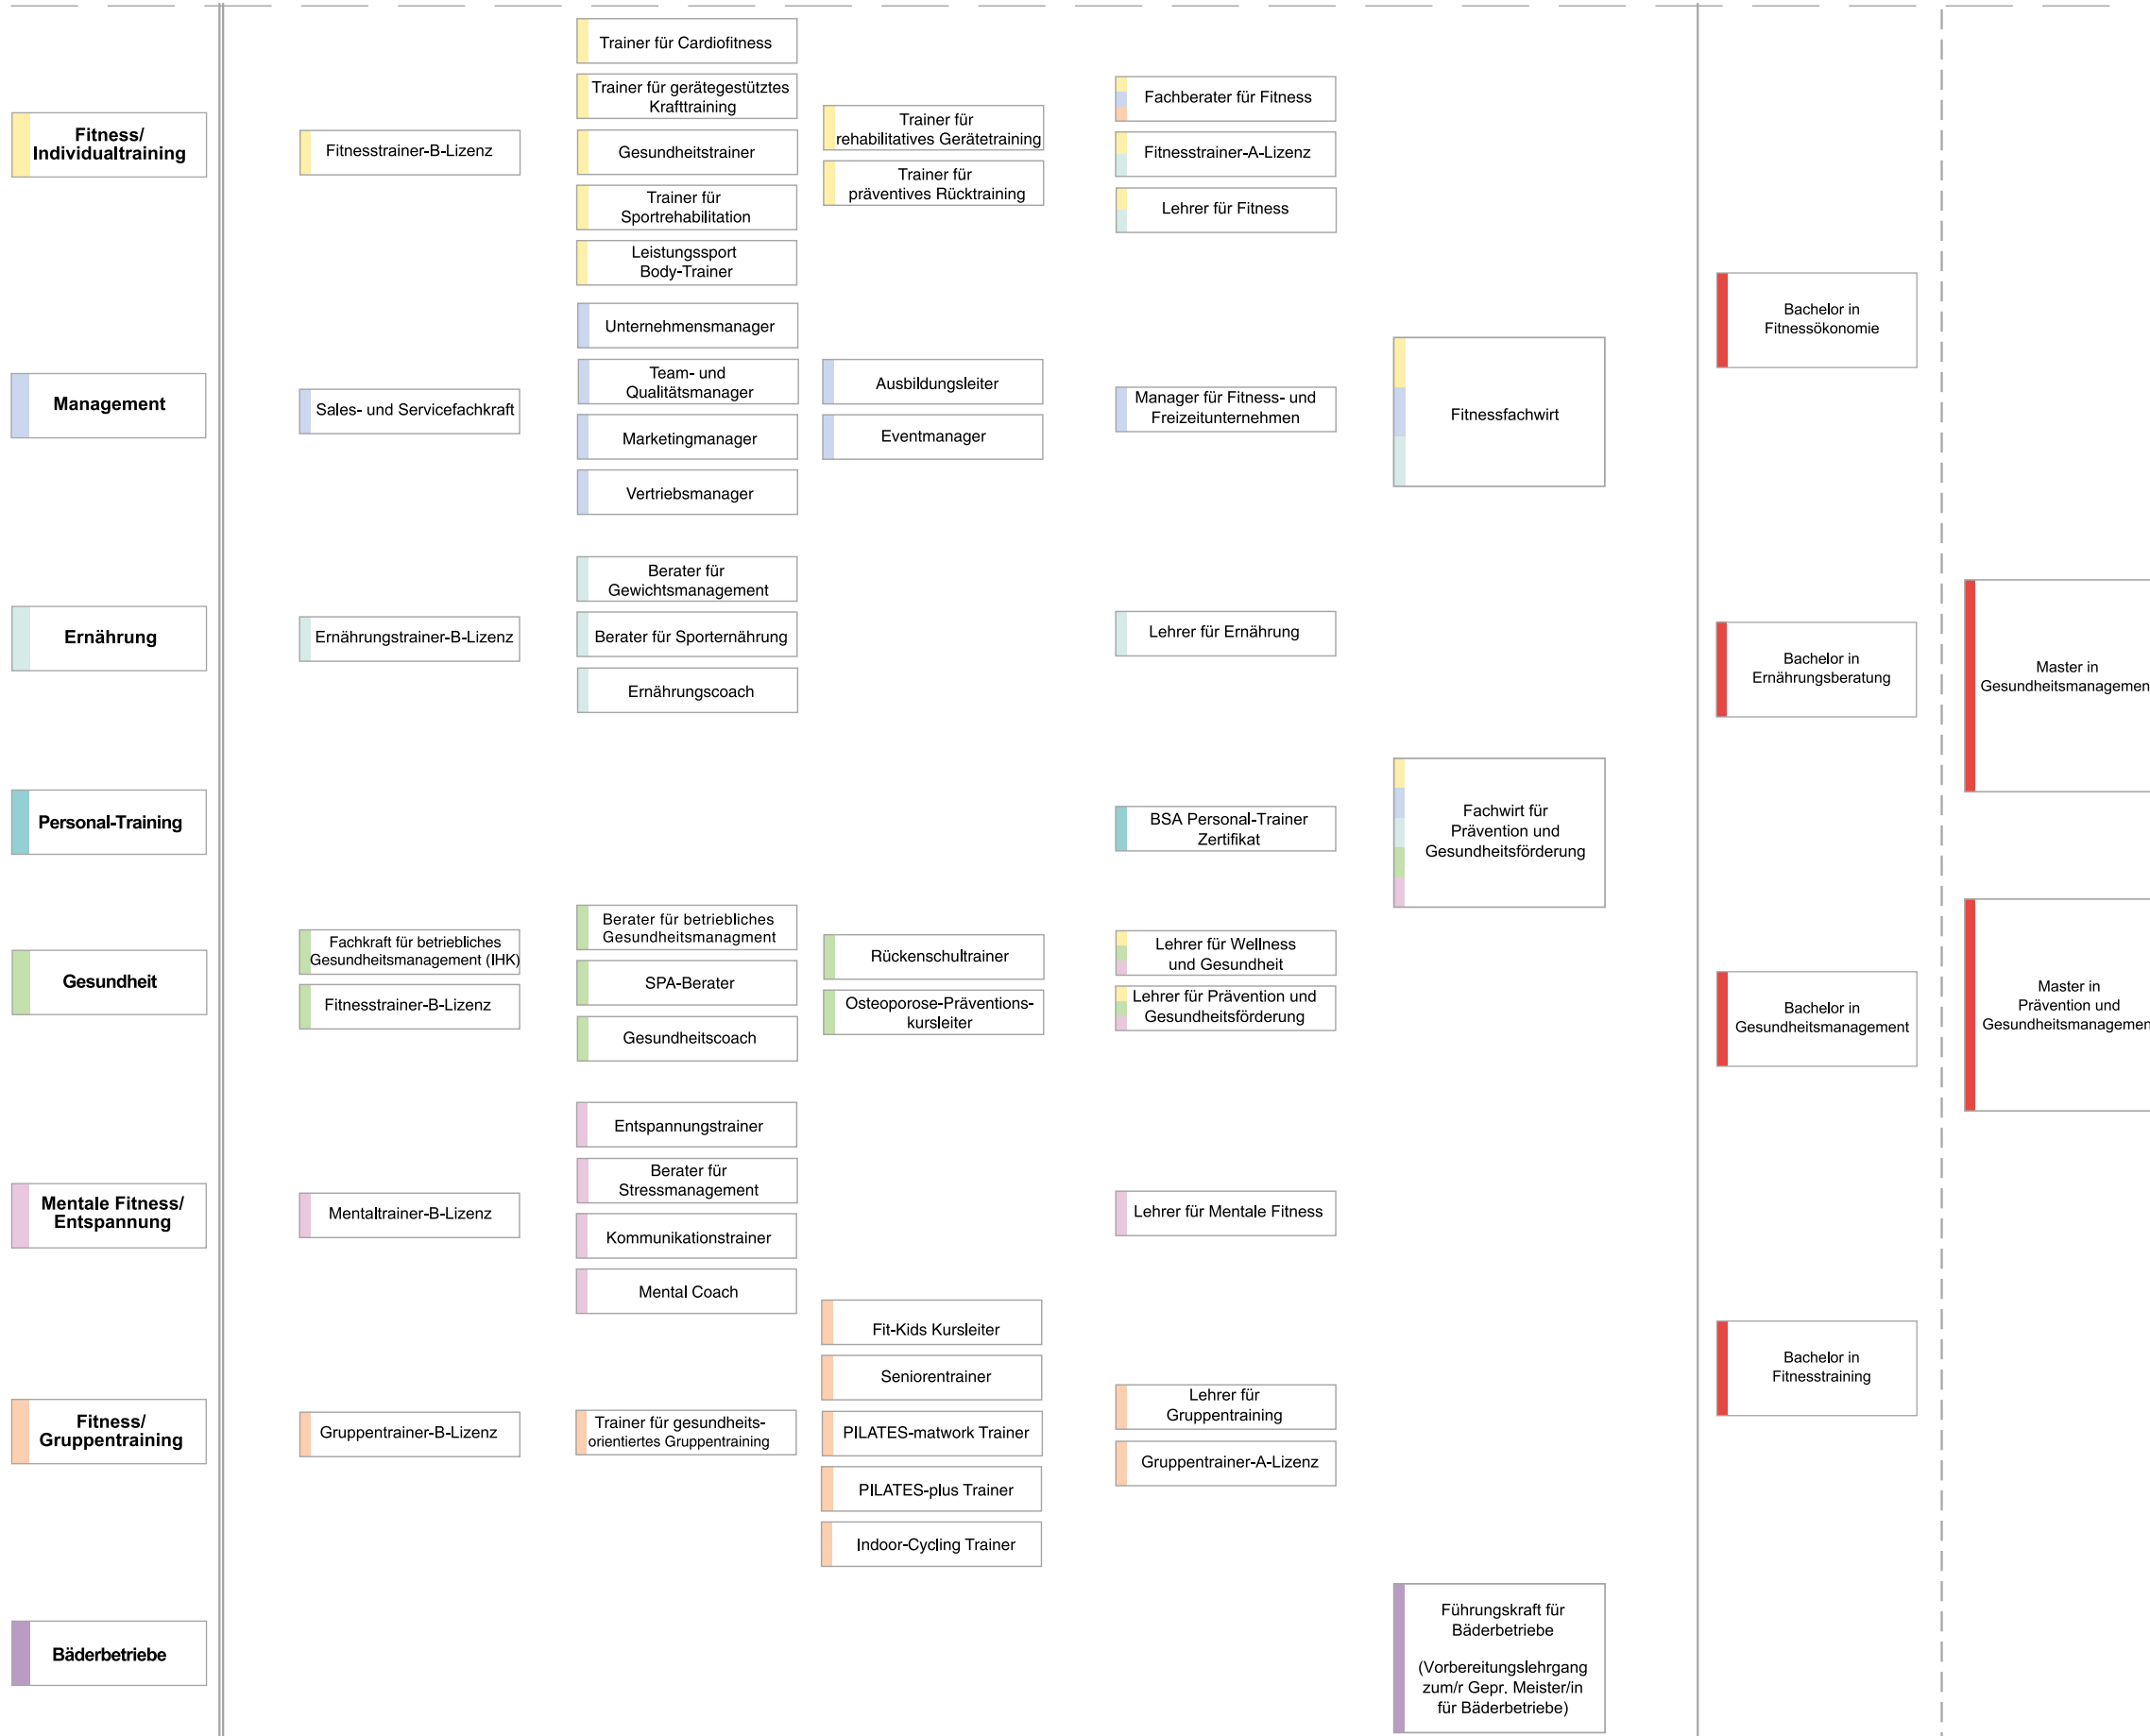 Fitness/
Individualtraining
Fitnesstrainer-B-Lizenz
Trainer für Cardiofitness
Trainer für gerätegestütztes
Krafttraining
Gesundheitstrainer
Trainer für
Sportrehabilitation
Leistungssport
Body-Trainer
Trainer für
rehabilitatives Gerätetraining
Trainer für
präventives Rücktraining
Fachberater für Fitness
Fitnesstrainer-A-Lizenz
Lehrer für Fitness
Management
Sales- und Servicefachkraft
Unternehmensmanager
Team- und
Qualitätsmanager
Marketingmanager
Vertriebsmanager
Ausbildungsleiter
Eventmanager
Manager für Fitness- und
Freizeitunternehmen
Fitnessfachwirt
Bachelor in
Fitnessökonomie
Ernährung
Ernährungstrainer-B-Lizenz
Berater für
Gewichtsmanagement
Berater für Sporternährung
Ernährungscoach
Lehrer für Ernährung
Bachelor in
Ernährungsberatung
Master in
Gesundheitsmanagemen
Personal-Training
BSA Personal-Trainer
Zertifikat
Fachwirt für
Prävention und
Gesundheitsförderung
Gesundheit
Fachkraft für betriebliches
Gesundheitsmanagement (IHK)
Fitnesstrainer-B-Lizenz
Berater für betriebliches
Gesundheitsmanagment
SPA-Berater
Gesundheitscoach
Rückenschultrainer
Osteoporose-Präventions-
kursleiter
Lehrer für Wellness
und Gesundheit
Lehrer für Prävention und
Gesundheitsförderung
Bachelor in
Gesundheitsmanagement
Master in
Prävention und
Gesundheitsmanagemen
Mentale Fitness/
Entspannung
Mentaltrainer-B-Lizenz
Entspannungstrainer
Berater für
Stressmanagement
Kommunikationstrainer
Mental Coach
Lehrer für Mentale Fitness
Fitness/
Gruppentraining
Gruppentrainer-B-Lizenz
Trainer für gesundheits-
orientiertes Gruppentraining
Fit-Kids Kursleiter
Seniorentrainer
PILATES-matwork Trainer
PILATES-plus Trainer
Indoor-Cycling Trainer
Lehrer für
Gruppentraining
Gruppentrainer-A-Lizenz
Bachelor in
Fitnesstraining
Bäderbetriebe
Führungskraft für
Bäderbetriebe
(Vorbereitungslehrgang
zum/r Gepr. Meister/in
für Bäderbetriebe)